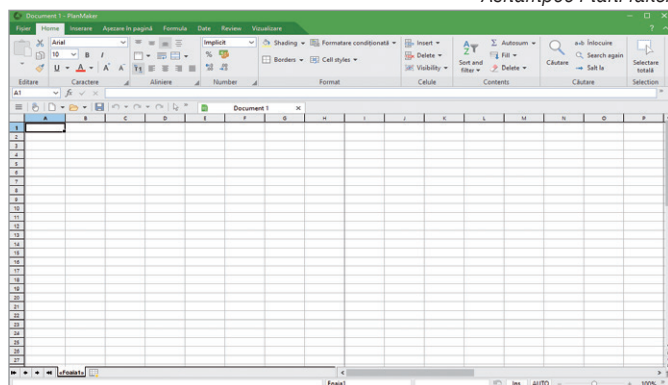 Ashampoo PlanMaker
Document 1 - PlanMaker
Fișier Home Inserare Așezare în pagină Formula Date Review Vizualizare
Arial Implicit Shading Formatare condiționată Insert Autosum Înlocuire
10 B I % Delete Fill Search again
U A A A Borders Cell styles Visibility Sort and filter Delete Căutare Salt la Selectare totală
Editare Caractere Aliniere Number Format Celule Contents Căutare Selection
A1
Document 1
A B C D E F G H I J K L M N O P
1
2
3
4
5
6
7
8
9
10
11
12
13
14
15
16
17
18
19
20
21
22
23
24
25
26
27
«Foaia1»
Foaia1 Ins AUTO 100%